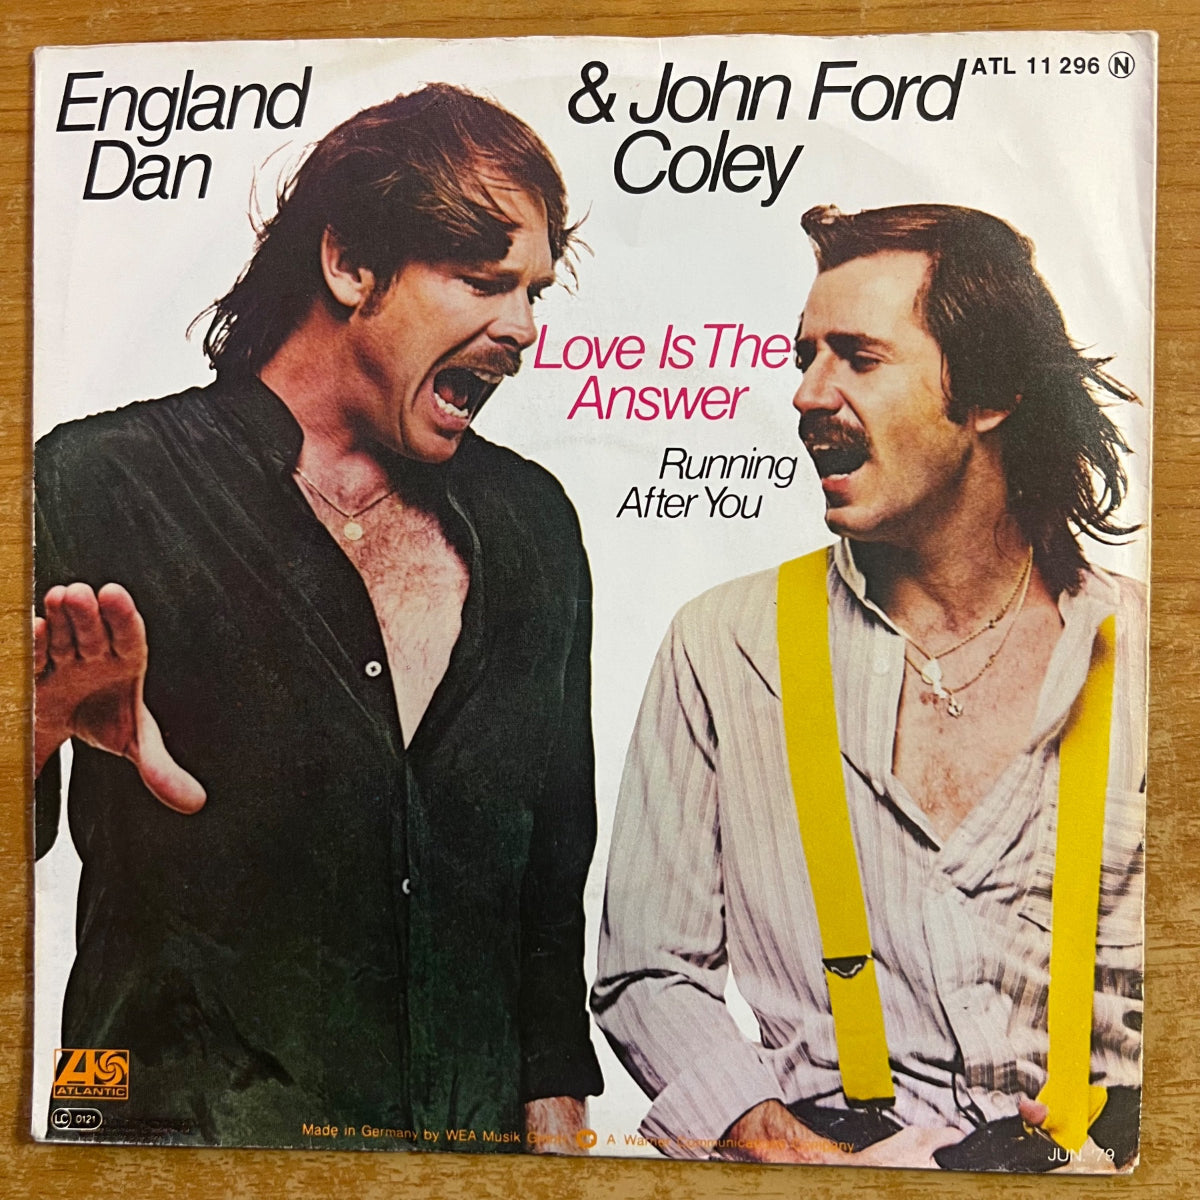 England
Dan
& John Ford
Coley
ATL 11 296 N
Love Is The
Answer
Running
After You
ATLANTIC
LC 0121
Made in Germany by WEA Musik GmbH
A Warner Communications Company
JUN. '79